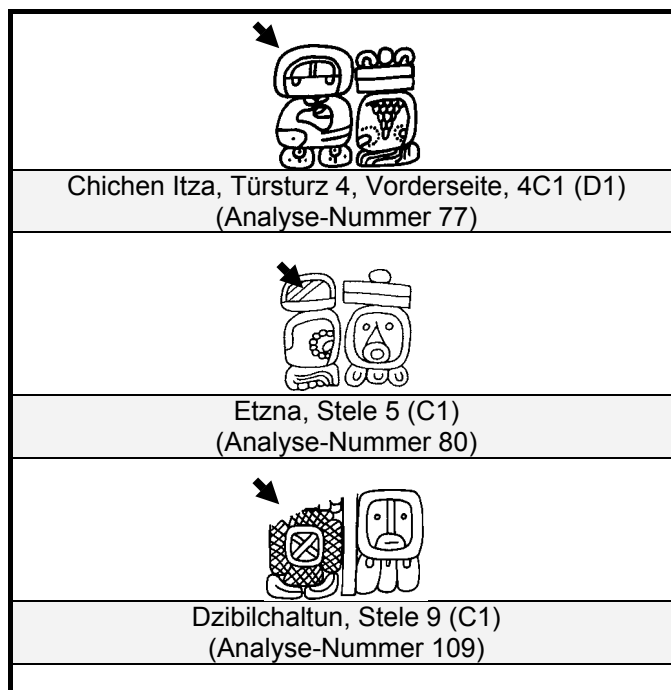 Chichen Itza, Türsturz 4, Vorderseite, 4C1 (D1)
(Analyse-Nummer 77)
Etzna, Stele 5 (C1)
(Analyse-Nummer 80)
Dzibilchaltun, Stele 9 (C1)
(Analyse-Nummer 109)